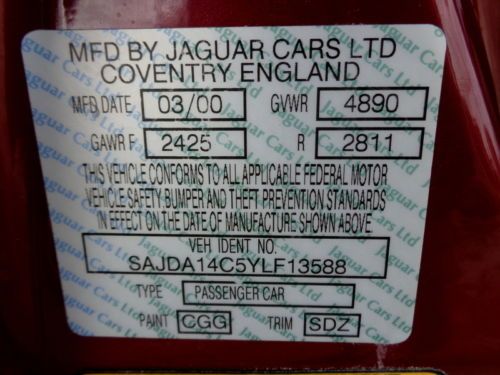 MFD BY JAGUAR CARS LTD
COVENTRY ENGLAND
MFD DATE 03/00 GVWR 4890
GAWR F 2425 R 2811
THIS VEHICLE CONFORMS TO ALL APPLICABLE FEDERAL MOTOR
VEHICLE SAFETY BUMPER AND THEFT PREVENTION STANDARDS
IN EFFECT ON THE DATE OF MANUFACTURE SHOWN ABOVE.
VEH IDENT NO.
SAJDA14C5YLF13588
TYPE PASSENGER CAR
PAINT CGG TRIM SDZ